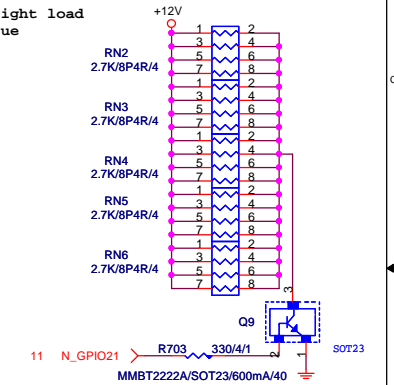 ight load
ue
+12V
RN2
2.7K/8P4R/4
1 2
3 4
5 6
7 8
RN3
2.7K/8P4R/4
1 2
3 4
5 6
7 8
RN4
2.7K/8P4R/4
1 2
3 4
5 6
7 8
RN5
2.7K/8P4R/4
1 2
3 4
5 6
7 8
RN6
2.7K/8P4R/4
1 2
3 4
5 6
7 8
3
Q9
SOT23
2
1
11 N_GPIO21
R703 330/4/1
MMBT2222A/SOT23/600mA/40